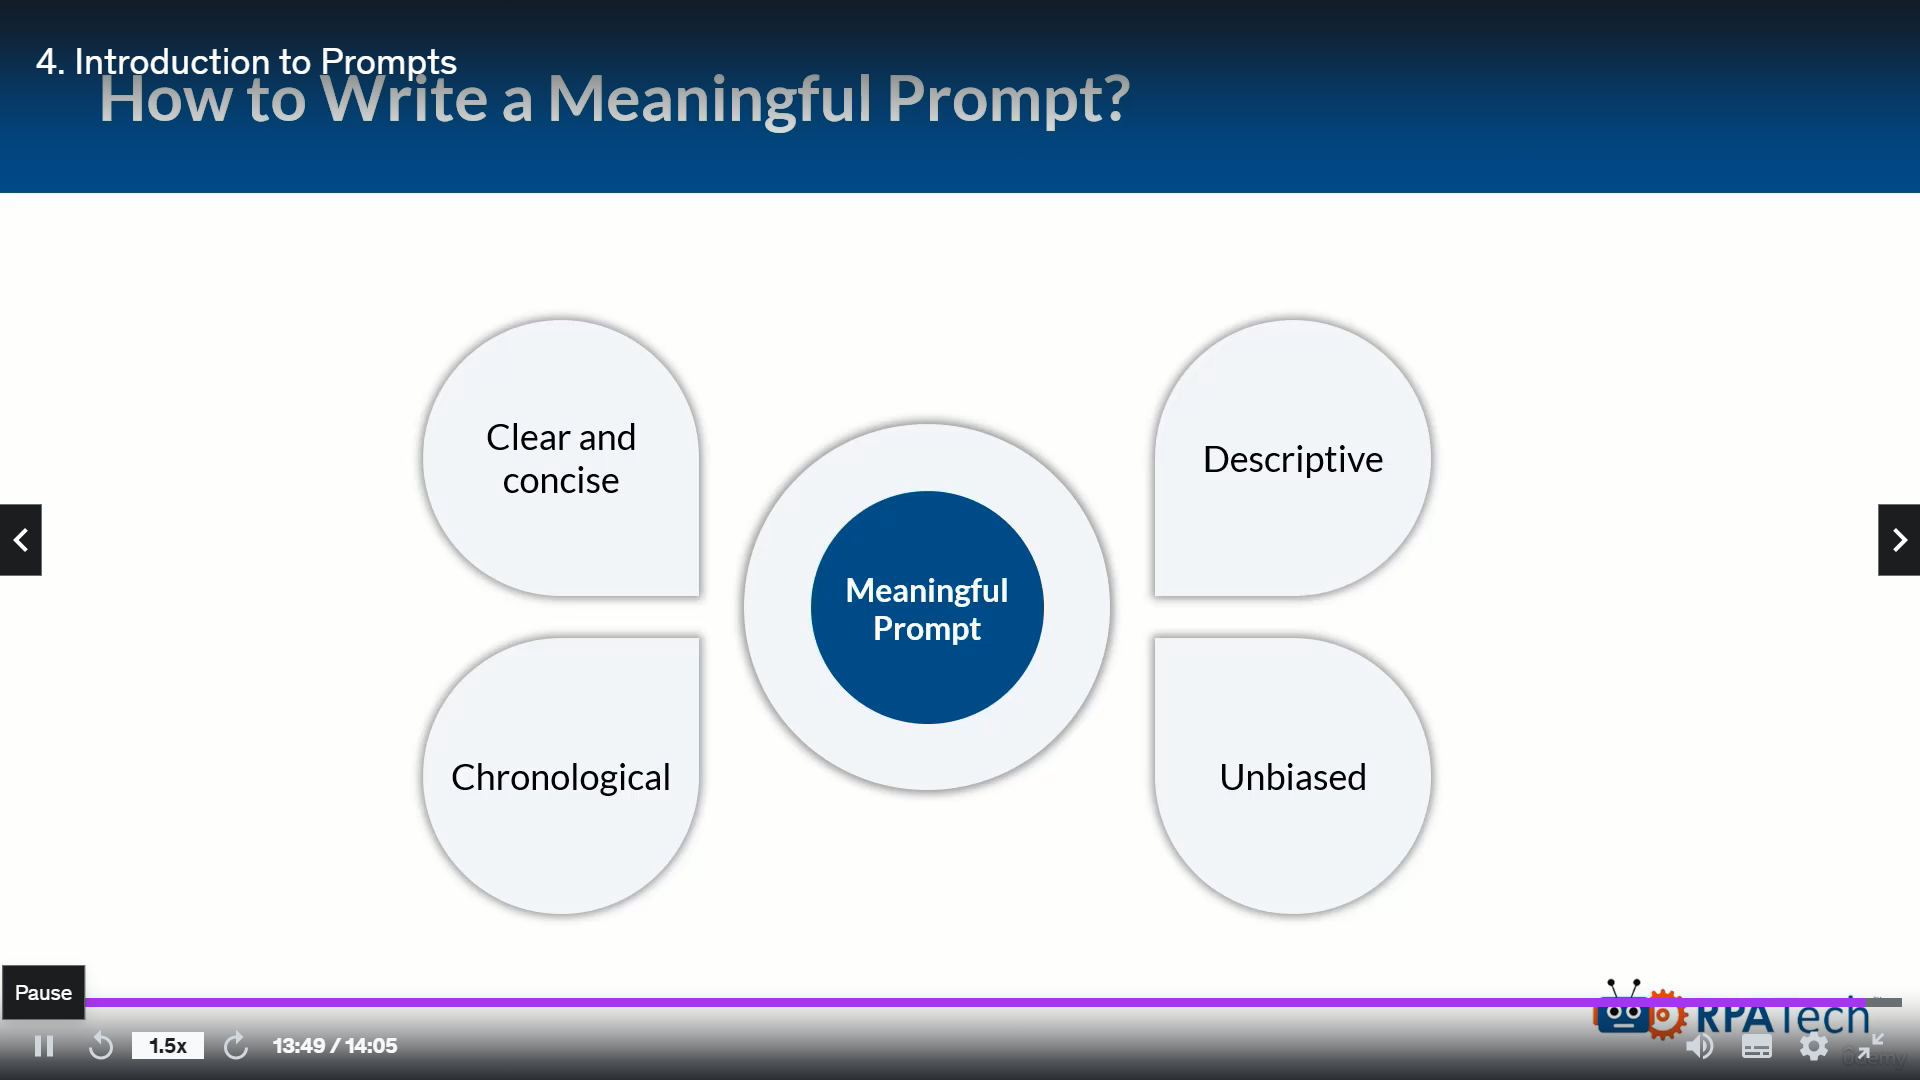 4. Introduction to Prompts
How to Write a Meaningful Prompt?
Clear and
concise
Descriptive
Meaningful
Prompt
Chronological
Unbiased
Pause
RPATech
1.5x
13:49 / 14:05
Udemy